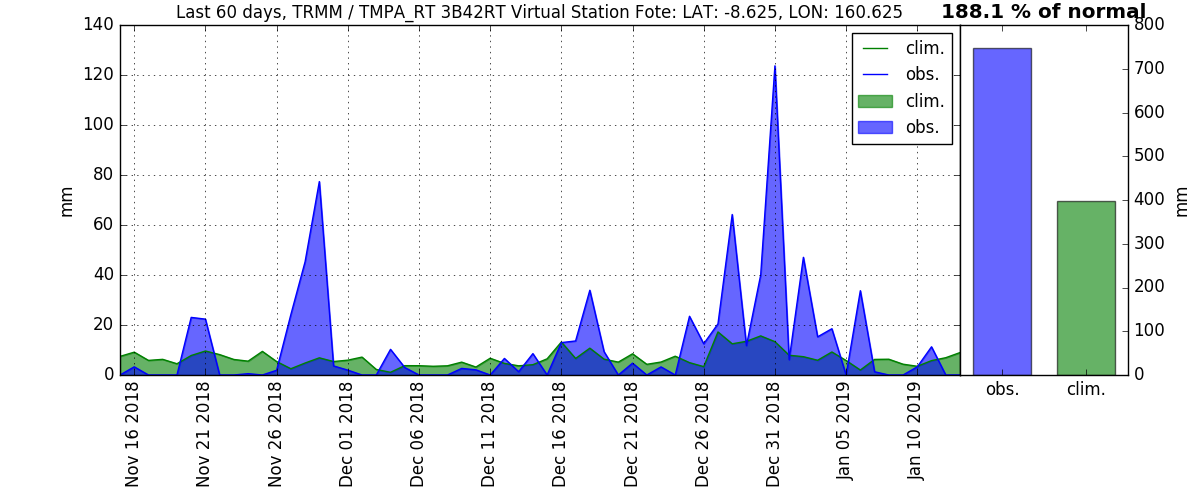 Last 60 days, TRMM / TMPA_RT 3B42RT Virtual Station Fote: LAT: -8.625, LON: 160.625
188.1 % of normal
mm
140
120
100
80
60
40
20
0
clim.
obs.
clim.
obs.
Nov 16 2018
Nov 21 2018
Nov 26 2018
Dec 01 2018
Dec 06 2018
Dec 11 2018
Dec 16 2018
Dec 21 2018
Dec 26 2018
Dec 31 2018
Jan 05 2019
Jan 10 2019
800
700
600
500
400
300
200
100
0
mm
obs.
clim.